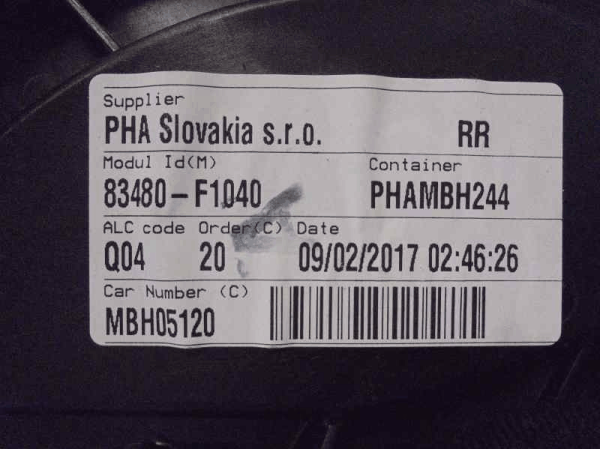 Supplier
PHA Slovakia s.r.o. RR
Modul Id(M) Container
83480-F1040 PHAMBH244
ALC code Order(C) Date
Q04 20 09/02/2017 02:46:26
Car Number (C)
MBH05120